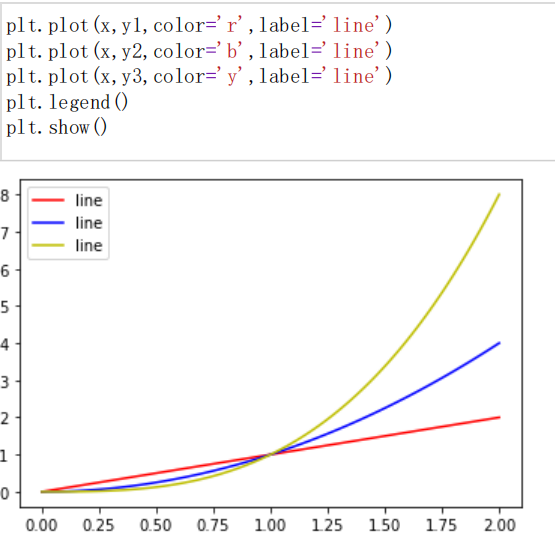 plt.plot(x,y1,color='r',label='line')
plt.plot(x,y2,color='b',label='line')
plt.plot(x,y3,color='y',label='line')
plt.legend()
plt.show()
line
line
line
8
7
6
5
4
3
2
1
0
0.00 0.25 0.50 0.75 1.00 1.25 1.50 1.75 2.00